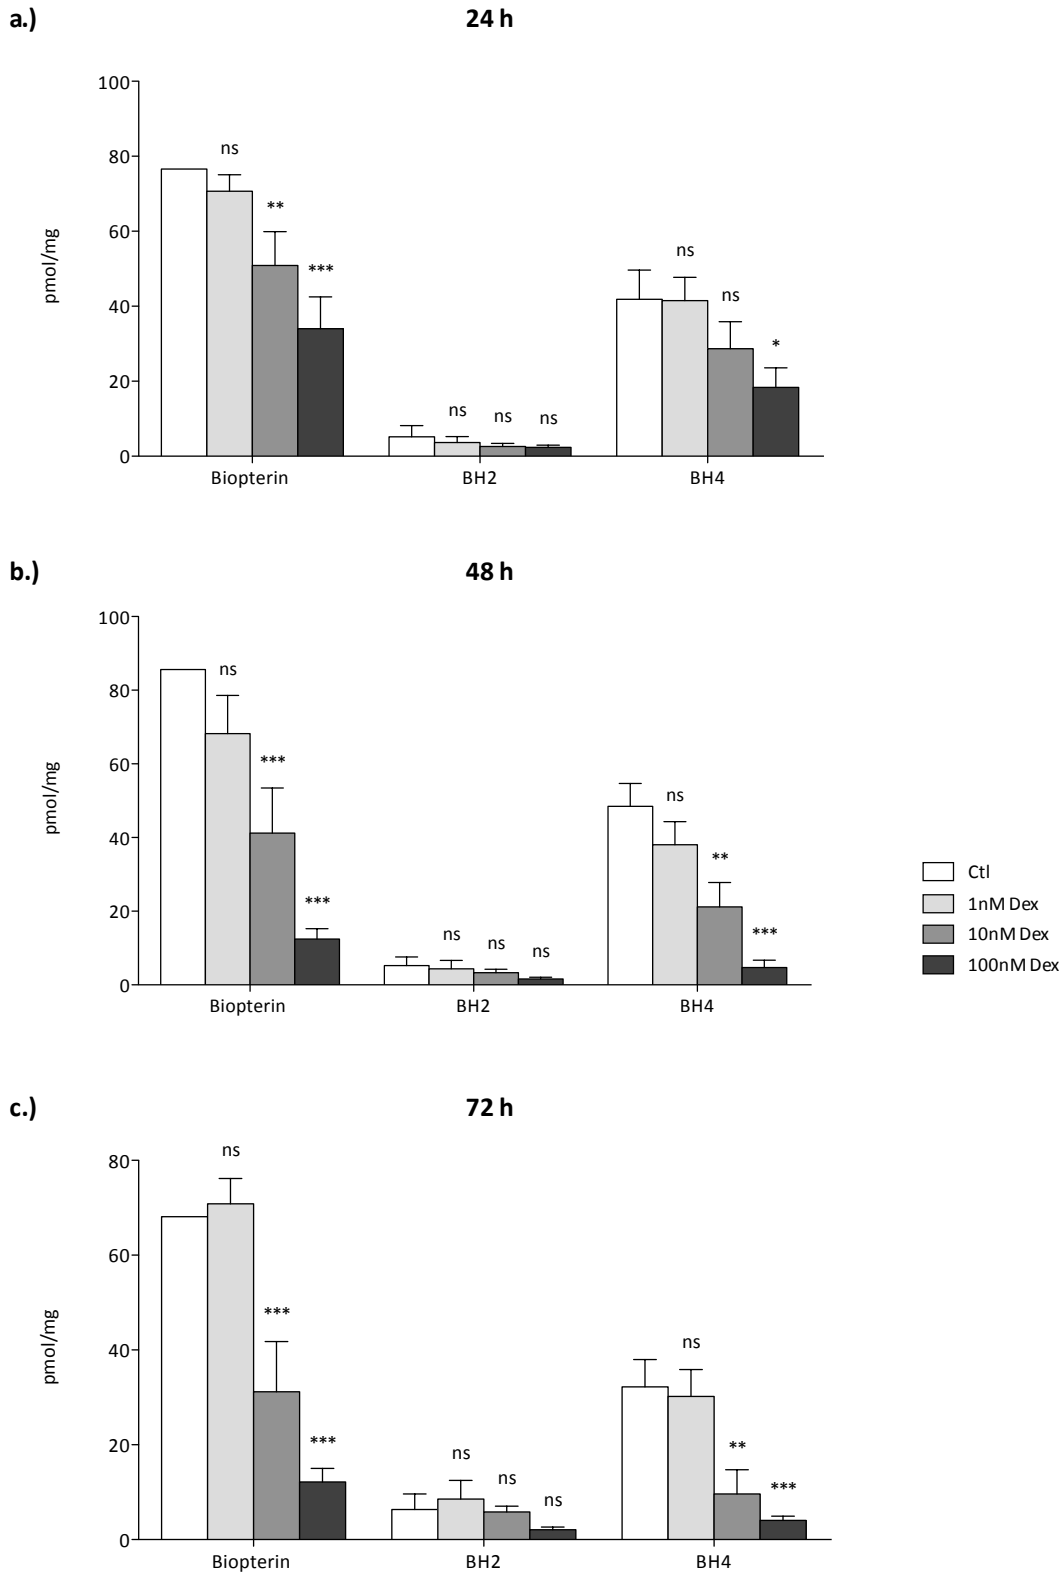 a.)
24 h
100
80
60
40
20
0
pmol/mg
ns
**
***
ns
ns
ns
ns
ns
*
Biopterin
BH2
BH4
b.)
48 h
100
80
60
40
20
0
pmol/mg
ns
***
***
ns
ns
ns
ns
**
***
Biopterin
BH2
BH4
Ctl
1nM Dex
10nM Dex
100nM Dex
c.)
72 h
80
60
40
20
0
pmol/mg
ns
***
***
ns
ns
ns
ns
**
***
Biopterin
BH2
BH4